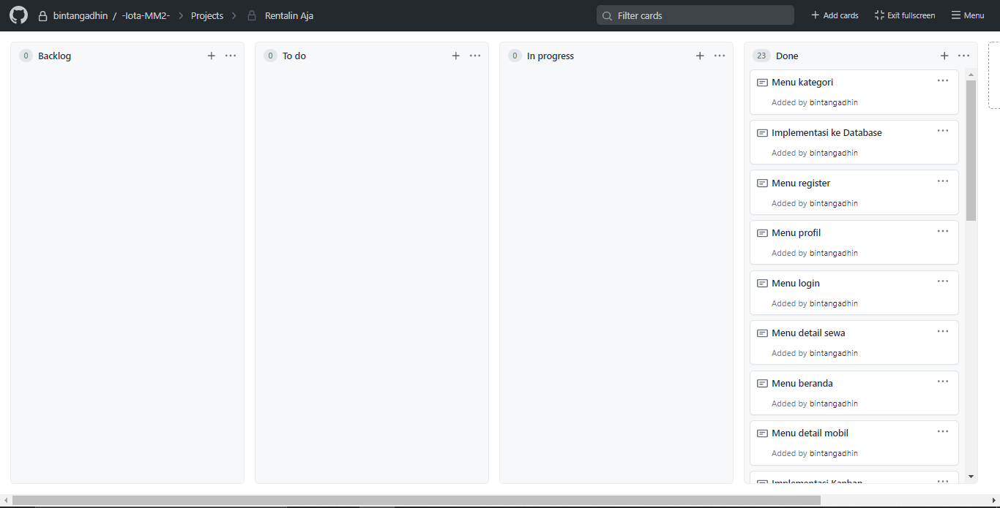 bintangadhin / -Iota-MM2- Projects Rentalin Aja
Filter cards
Add cards
Exit fullscreen
Menu
0 Backlog
0 To do
0 In progress
23 Done
Menu kategori
Added by bintangadhin
Implementasi ke Database
Added by bintangadhin
Menu register
Added by bintangadhin
Menu profil
Added by bintangadhin
Menu login
Added by bintangadhin
Menu detail sewa
Added by bintangadhin
Menu beranda
Added by bintangadhin
Menu detail mobil
Added by bintangadhin
Implementasi Kanban